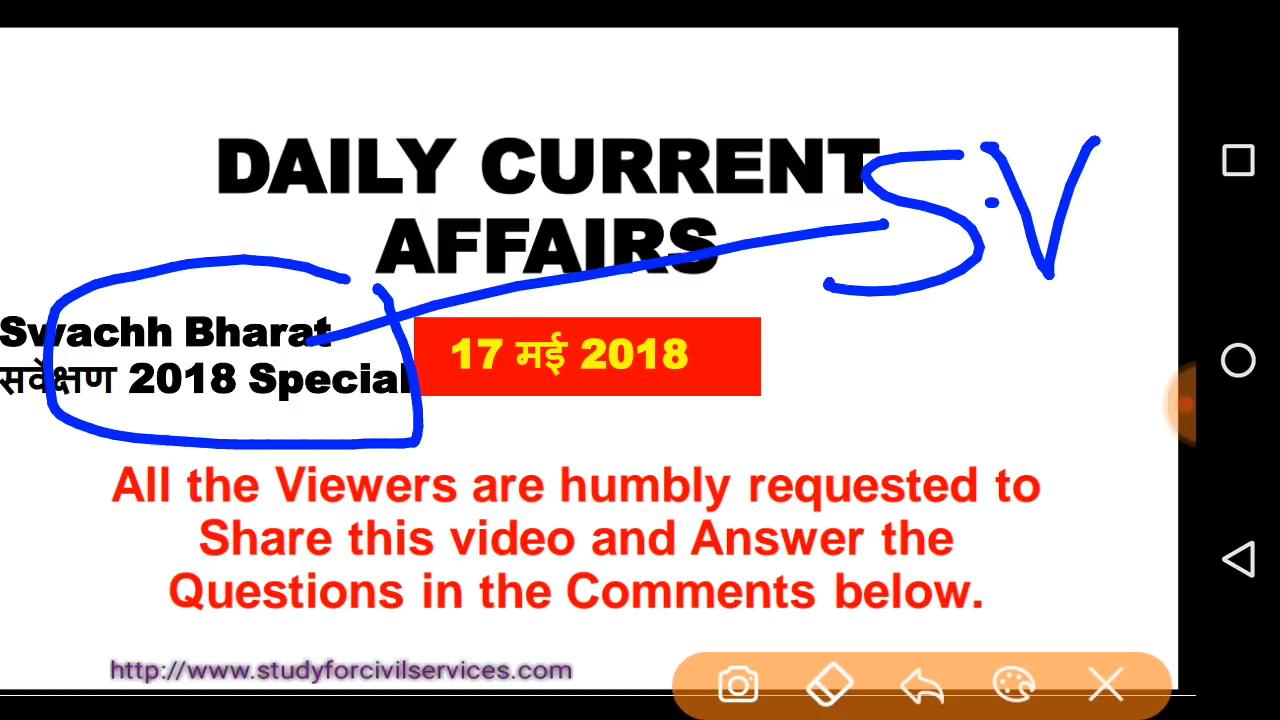 DAILY CURRENT
AFFAIRS
S.V
Swachh Bharat
सर्वेक्षण 2018 Special
17 मई 2018
All the Viewers are humbly requested to
Share this video and Answer the
Questions in the Comments below.
http://www.studyforcivilservices.com